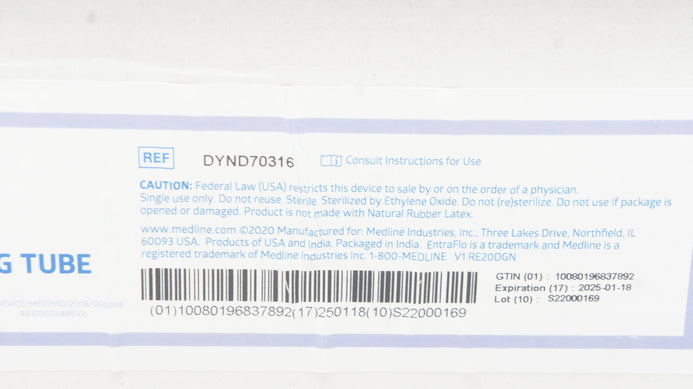 REF DYND70316 Consult Instructions for Use
CAUTION: Federal Law (USA) restricts this device to sale by or on the order of a physician.
Single use only. Do not reuse. Sterile. Sterilized by Ethylene Oxide. Do not (re)sterilize. Do not use if package is
opened or damaged. Product is not made with Natural Rubber Latex.
www.medline.com ©2020 Manufactured for: Medline Industries, Inc., Three Lakes Drive, Northfield, IL
60093 USA. Products of USA and India, Packaged in India. EntraFlo is a trademark and Medline is a
registered trademark of Medline Industries Inc. 1-800-MEDLINE V1 RE20DGN
G TUBE
GTIN (01) : 10080196837892
Expiration (17) : 2025-01-18
Lot (10) : S22000169
(01)10080196837892(17)250118(10)S22000169